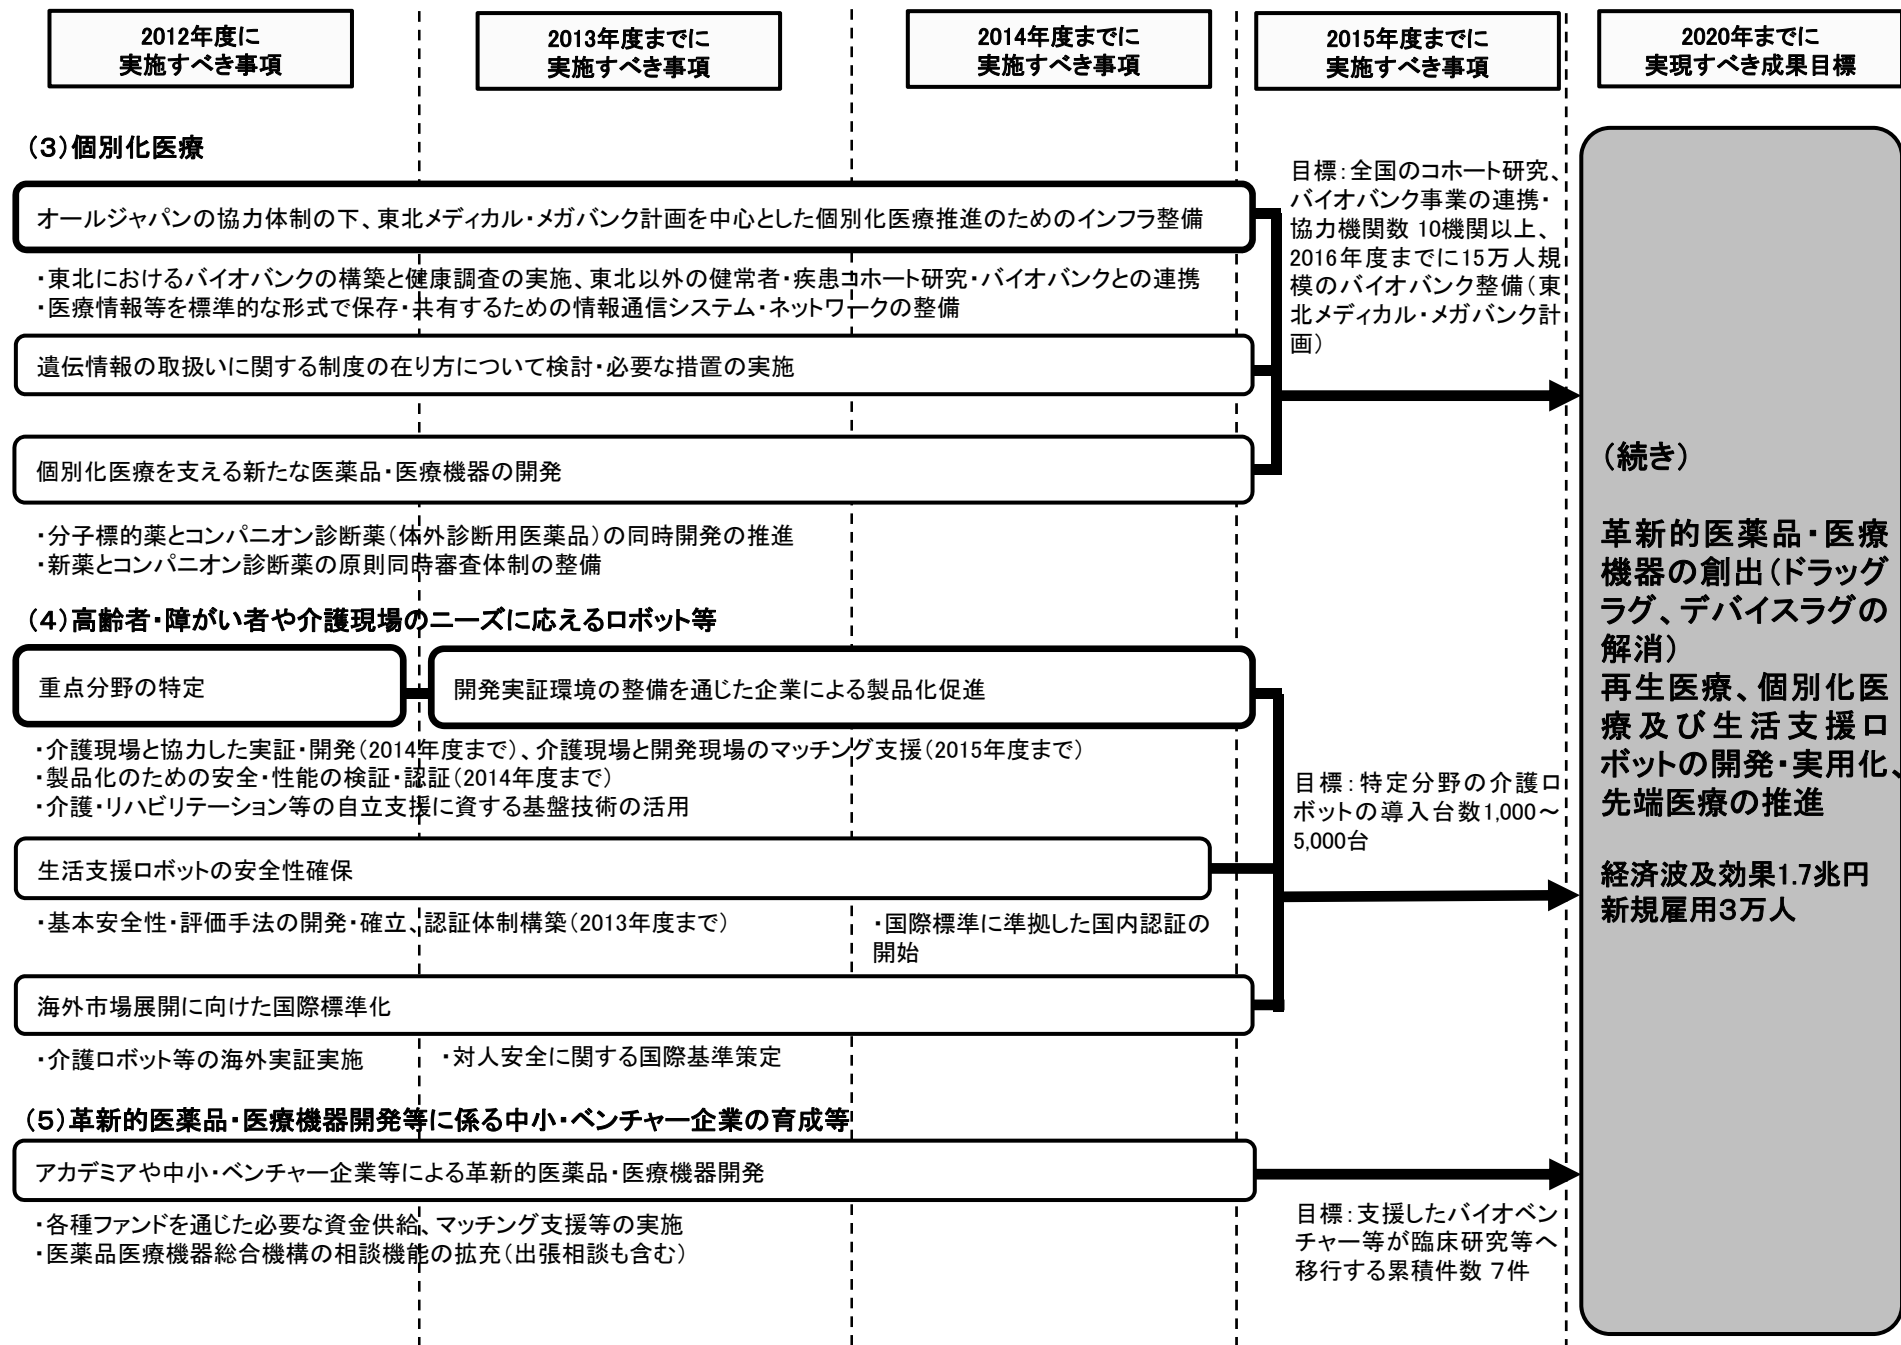 2012年度に
実施すべき事項
2013年度までに
実施すべき事項
2014年度までに
実施すべき事項
2015年度までに
実施すべき事項
2020年までに
実現すべき成果目標
（３）個別化医療
オールジャパンの協力体制の下、東北メディカル・メガバンク計画を中心とした個別化医療推進のためのインフラ整備
・東北におけるバイオバンクの構築と健康調査の実施、東北以外の健常者・疾患コホート研究・バイオバンクとの連携
・医療情報等を標準的な形式で保存・共有するための情報通信システム・ネットワークの整備
遺伝情報の取扱いに関する制度の在り方について検討・必要な措置の実施
個別化医療を支える新たな医薬品・医療機器の開発
・分子標的薬とコンパニオン診断薬（体外診断用医薬品）の同時開発の推進
・新薬とコンパニオン診断薬の原則同時審査体制の整備
目標：全国のコホート研究、
バイオバンク事業の連携・
協力機関数 10機関以上、
2016年度までに15万人規
模のバイオバンク整備（東
北メディカル・メガバンク計
画）
（４）高齢者・障がい者や介護現場のニーズに応えるロボット等
重点分野の特定
開発実証環境の整備を通じた企業による製品化促進
・介護現場と協力した実証・開発（2014年度まで）、介護現場と開発現場のマッチング支援（2015年度まで）
・製品化のための安全・性能の検証・認証（2014年度まで）
・介護・リハビリテーション等の自立支援に資する基盤技術の活用
生活支援ロボットの安全性確保
・基本安全性・評価手法の開発・確立、認証体制構築（2013年度まで）
・国際標準に準拠した国内認証の
開始
海外市場展開に向けた国際標準化
・介護ロボット等の海外実証実施
・対人安全に関する国際基準策定
目標：特定分野の介護ロ
ボットの導入台数1,000～
5,000台
（５）革新的医薬品・医療機器開発等に係る中小・ベンチャー企業の育成等
アカデミアや中小・ベンチャー企業等による革新的医薬品・医療機器開発
・各種ファンドを通じた必要な資金供給、マッチング支援等の実施
・医薬品医療機器総合機構の相談機能の拡充（出張相談も含む）
目標：支援したバイオベン
チャー等が臨床研究等へ
移行する累積件数 ７件
（続き）
革新的医薬品・医療
機器の創出（ドラッグ
ラグ、デバイスラグの
解消）
再生医療、個別化医
療及び生活支援ロ
ボットの開発・実用化、
先端医療の推進
経済波及効果1.7兆円
新規雇用３万人